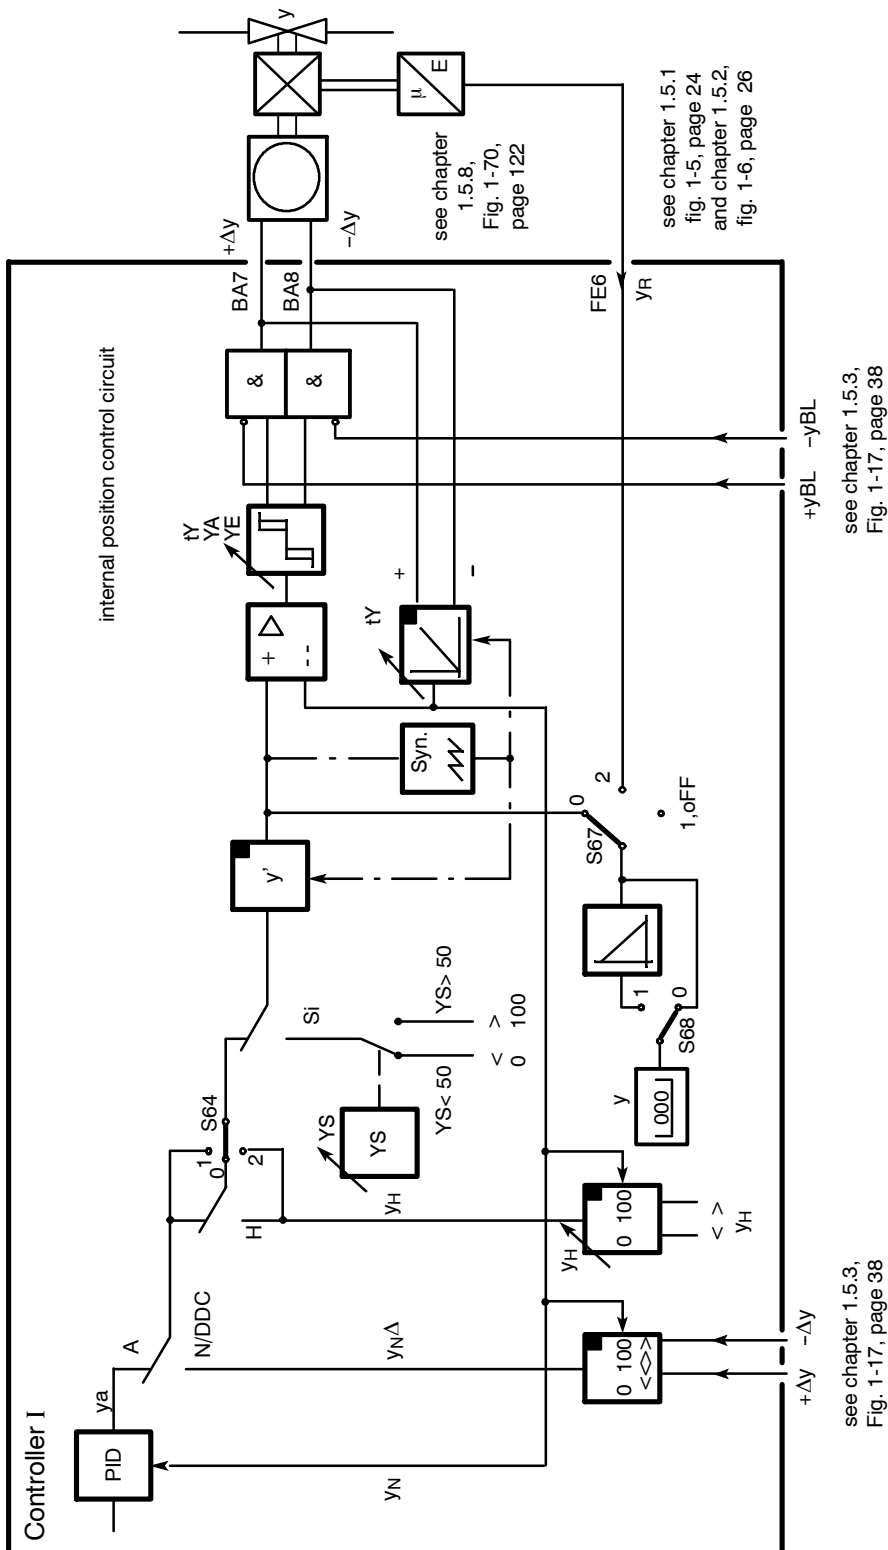 Controller I
internal position control circuit
PID
ya
A
N/DDC
yN
yN∆
H
yH
1
0
2
S64
YS
YS
Si
YS< 50
YS> 50
< >
0 100
y'
Syn.
+
--
tY
YA
YE
tY
+
−
&
&
BA7
BA8
+∆y
−∆y
y
µ
E
see chapter
1.5.8,
Fig. 1-70,
page 122
FE6
yR
see chapter 1.5.1
fig. 1-5, page 24
and chapter 1.5.2,
fig. 1-6, page 26
0 100
<<>>
+∆y −∆y
see chapter 1.5.3,
Fig. 1-17, page 38
yH
0 100
< >
yH
y
000
S68
1
0
S67
0
2
1,oFF
+yBL −yBL
see chapter 1.5.3,
Fig. 1-17, page 38